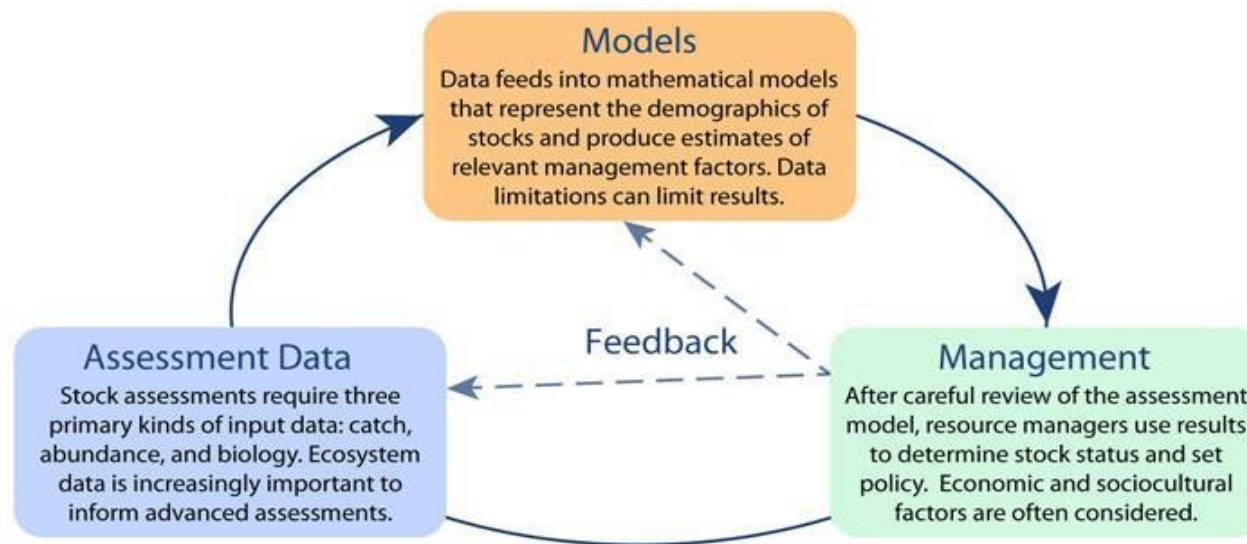 Models
Data feeds into mathematical models
that represent the demographics of
stocks and produce estimates of
relevant management factors. Data
limitations can limit results.
Feedback
Assessment Data
Stock assessments require three
primary kinds of input data: catch,
abundance, and biology. Ecosystem
data is increasingly important to
inform advanced assessments.
Management
After careful review of the assessment
model, resource managers use results
to determine stock status and set
policy. Economic and sociocultural
factors are often considered.